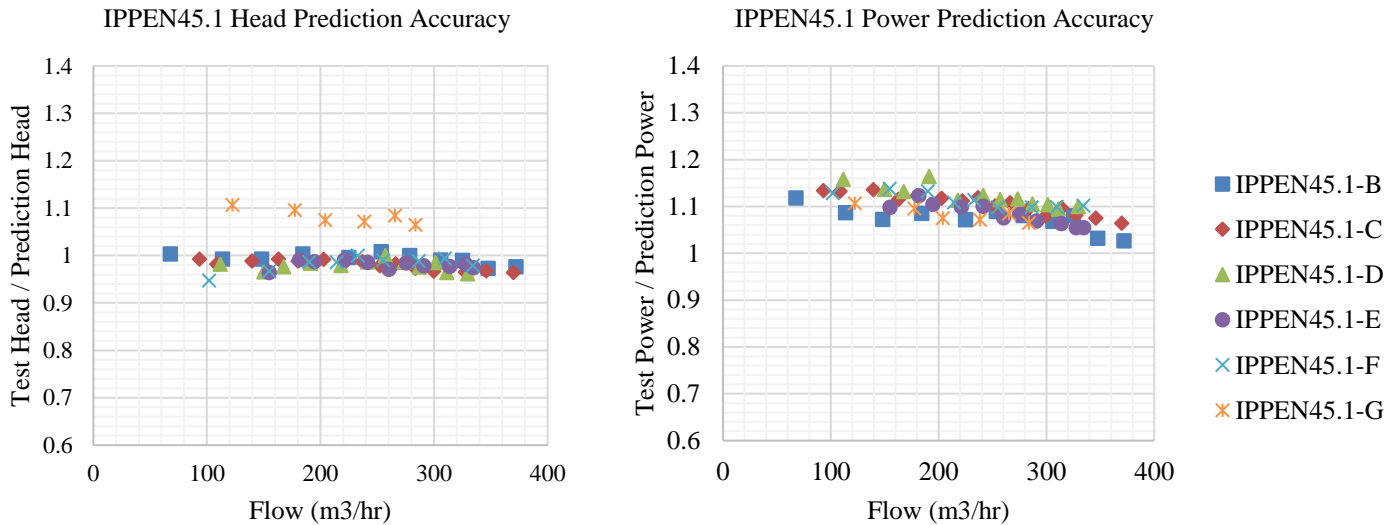 IPPEN45.1 Head Prediction Accuracy
Test Head / Prediction Head
1.4
1.3
1.2
1.1
1
0.9
0.8
0.7
0.6
0 100 200 300 400
Flow (m3/hr)
IPPEN45.1 Power Prediction Accuracy
Test Power / Prediction Power
1.4
1.3
1.2
1.1
1
0.9
0.8
0.7
0.6
0 100 200 300 400
Flow (m3/hr)
IPPEN45.1-B
IPPEN45.1-C
IPPEN45.1-D
IPPEN45.1-E
IPPEN45.1-F
IPPEN45.1-G